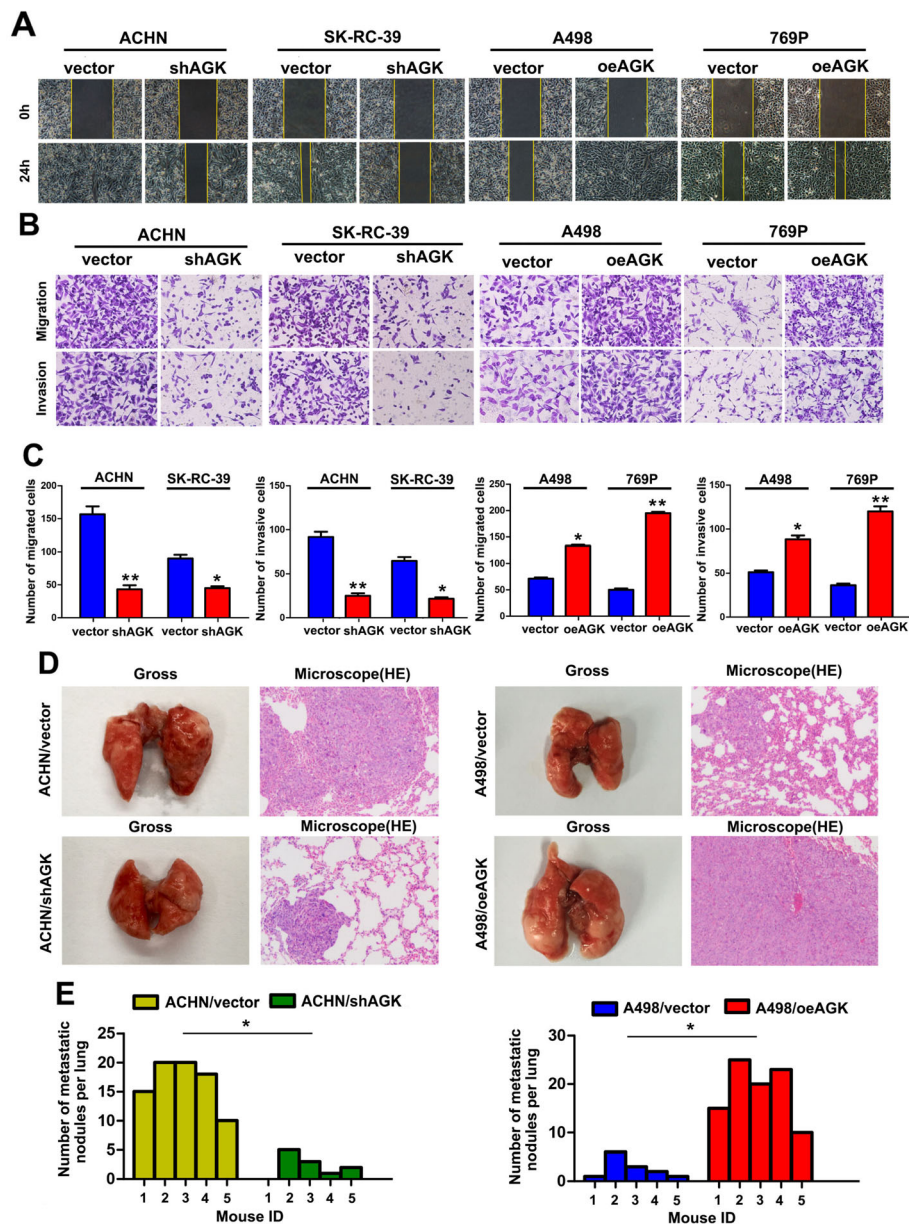 A
ACHN SK-RC-39 A498 769P
vector shAGK vector shAGK vector oeAGK vector oeAGK
0h
24h
B
ACHN SK-RC-39 A498 769P
vector shAGK vector shAGK vector oeAGK vector oeAGK
Migration
Invasion
C
ACHN SK-RC-39
Number of migrated cells
200
150
100
50
0
** *
vector shAGK vector shAGK
ACHN SK-RC-39
Number of invasive cells
150
100
50
0
** *
vector shAGK vector shAGK
A498 769P
Number of migrated cells
250
200
150
100
50
0
* **
vector oeAGK vector oeAGK
A498 769P
Number of invasive cells
150
100
50
0
* **
vector oeAGK vector oeAGK
D
Gross Microscope(HE) Gross Microscope(HE)
ACHN/vector A498/vector
Gross Microscope(HE) Gross Microscope(HE)
ACHN/shAGK A498/oeAGK
E
ACHN/vector ACHN/shAGK
*
Number of metastatic
nodules per lung
25
20
15
10
5
0
1 2 3 4 5 1 2 3 4 5
Mouse ID
A498/vector A498/oeAGK
*
Number of metastatic
nodules per lung
30
20
10
0
1 2 3 4 5 1 2 3 4 5
Mouse ID